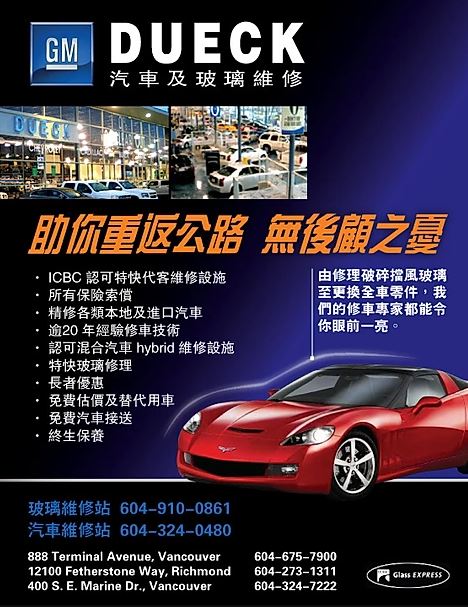 GM
DUECK
汽車及玻璃維修
DUECK
CHEVROLET
助你重返公路 無後顧之憂
· ICBC 認可特快代客維修設施
· 所有保險索償
· 精修各類本地及進口汽車
· 逾20 年經驗修車技術
· 認可混合汽車 hybrid 維修設施
· 特快玻璃修理
· 長者優惠
· 免費估價及替代用車
· 免費汽車接送
· 終生保養
由修理破碎擋風玻璃
至更換全車零件，我
們的修車專家都能令
你眼前一亮。
玻璃維修站 604-910-0861
汽車維修站 604-324-0480
888 Terminal Avenue, Vancouver 604-675-7900
12100 Fetherstone Way, Richmond 604-273-1311
400 S. E. Marine Dr., Vancouver 604-324-7222
Glass EXPRESS